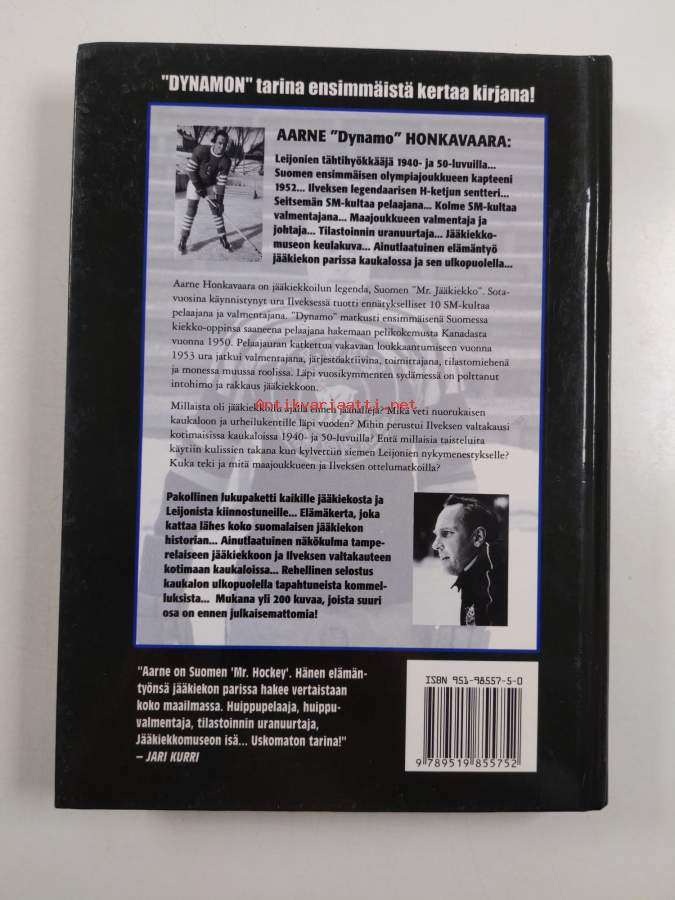 "DYNAMON" tarina ensimmäistä kertaa kirjana!
AARNE "Dynamo" HONKAVAARA:
Leijonien tähtihyökkääjä 1940- ja 50-luvuilla...
Suomen ensimmäisen olympiajoukkueen kapteeni
1952... Ilveksen legendaarisen H-ketjun sentteri...
Seitsemän SM-kultaa pelaajana... Kolme SM-kultaa
valmentajana... Maajoukkueen valmentaja ja
johtaja... Tilastoinnin uranuurtaja... Jääkiekko-
museon keulakuva... Ainutlaatuinen elämäntyö
jääkiekon parissa kaukalossa ja sen ulkopuolella...
Aarne Honkavaara on jääkiekkoilun legenda, Suomen "Mr. Jääkiekko". Sota-
vuosina käynnistynyt ura Ilveksessä tuotti ennätykselliset 10 SM-kultaa
pelaajana ja valmentajana. "Dynamo" matkusti ensimmäisenä Suomessa
kiekko-oppinsa saaneena pelaajana hakemaan pelikokemusta Kanadasta
vuonna 1950. Pelaajauran katkettua vakavaan loukkaantumiseen vuonna
1953 ura jatkui valmentajana, järjestöaktiivina, toimittajana, tilastomiehenä
ja monessa muussa roolissa. Läpi vuosikymmenten sydämessä on polttanut
intohimo ja rakkaus jääkiekkoon.
Antikvariaatti.net
Millaista oli jääkiekkoilu ajalla ennen jäähalleja? Mikä veti nuorukaisen
kaukaloon ja urheilukentille läpi vuoden? Mihin perustui Ilveksen valtakausi
kotimaisissa kaukaloissa 1940- ja 50-luvuilla? Entä millaisia taisteluita
käytiin kulissien takana kun kylvettiin siemen Leijonien nykymenestykselle?
Kuka teki ja mitä maajoukkueen ja Ilveksen ottelumatkoilla?
Pakollinen lukupaketti kaikille jääkiekosta ja
Leijonista kiinnostuneille... Elämäkerta, joka
kattaa lähes koko suomalaisen jääkiekon
historian... Ainutlaatuinen näkökulma tampe-
relaiseen jääkiekkoon ja Ilveksen valtakauteen
kotimaan kaukaloissa... Rehellinen selostus
kaukalon ulkopuolella tapahtuneista kommel-
luksista... Mukana yli 200 kuvaa, joista suuri
osa on ennen julkaisemattomia!
"Aarne on Suomen 'Mr. Hockey'. Hänen elämän-
työnsä jääkiekon parissa hakee vertaistaan
koko maailmassa. Huippupelaaja, huippu-
valmentaja, tilastoinnin uranuurtaja,
Jääkiekkomuseon isä... Uskomaton tarina!"
– JARI KURRI
ISBN 951-98557-5-0
9 789519 855752